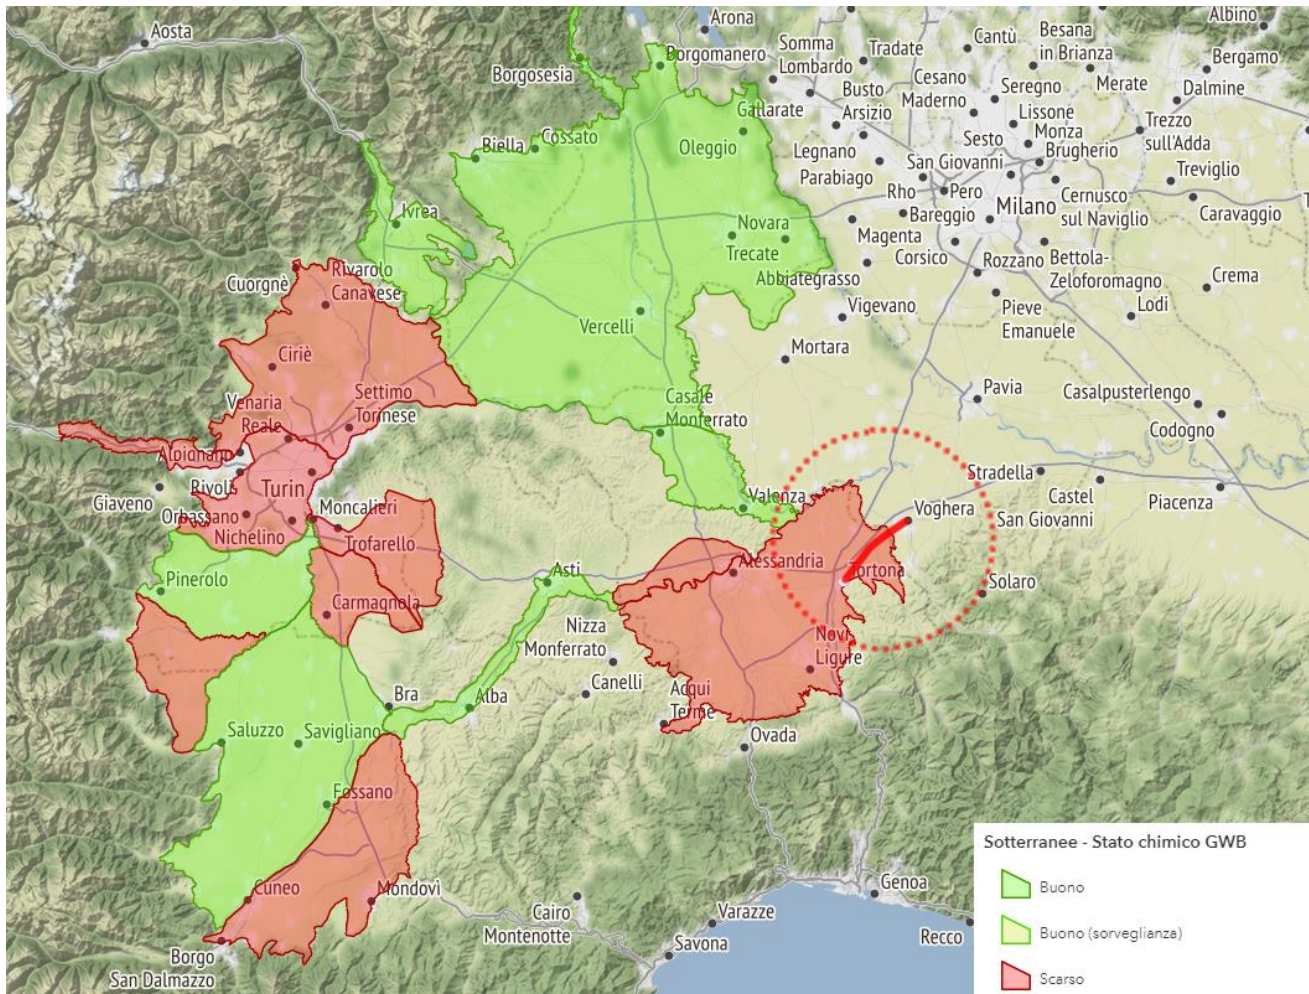 Aosta
Arona
Albino
Borgosesia
Borgomanero
Somma
Lombardo
Tradate
Cantù
Besana
in Brianza
Bergamo
Gallarate
Busto
Arsizio
Cesano
Maderno
Seregno
Merate
Dalmine
Lissone
Biella
Cossato
Oleggio
Legnano
Parabiago
Sesto
San Giovanni
Monza
Brugherio
Trezzo
sull'Adda
Treviglio
Rho
Pero
Ivrea
Novara
Trecate
Bareggio
Milano
Cernusco
sul Naviglio
Caravaggio
Magenta
Corsico
Rozzano
Bettola-
Zeloforomagno
Crema
Cuorgnè
Rivarolo
Canavese
Abbiategrasso
Vigevano
Pieve
Emanuele
Lodi
Vercelli
Mortara
Ciriè
Settimo
Torinese
Venaria
Reale
Pavia
Casalpusterlengo
Codogno
Casale
Monferrato
Alpignano
Rivoli
Giaveno
Turin
Orbassano
Nichelino
Moncalieri
Trofarello
Valenza
Voghera
Stradella
Castel
San Giovanni
Piacenza
Pinerolo
Carmagnola
Asti
Alessandria
Tortona
Solaro
Nizza
Monferrato
Canelli
Novi
Ligure
Acqui
Terme
Ovada
Bra
Alba
Saluzzo
Savigliano
Fossano
Cuneo
Mondovì
Borgo
San Dalmazzo
Cairo
Montenotte
Savona
Varazze
Genoa
Recco
Sotterranee - Stato chimico GWB
Buono
Buono (sorveglianza)
Scarso